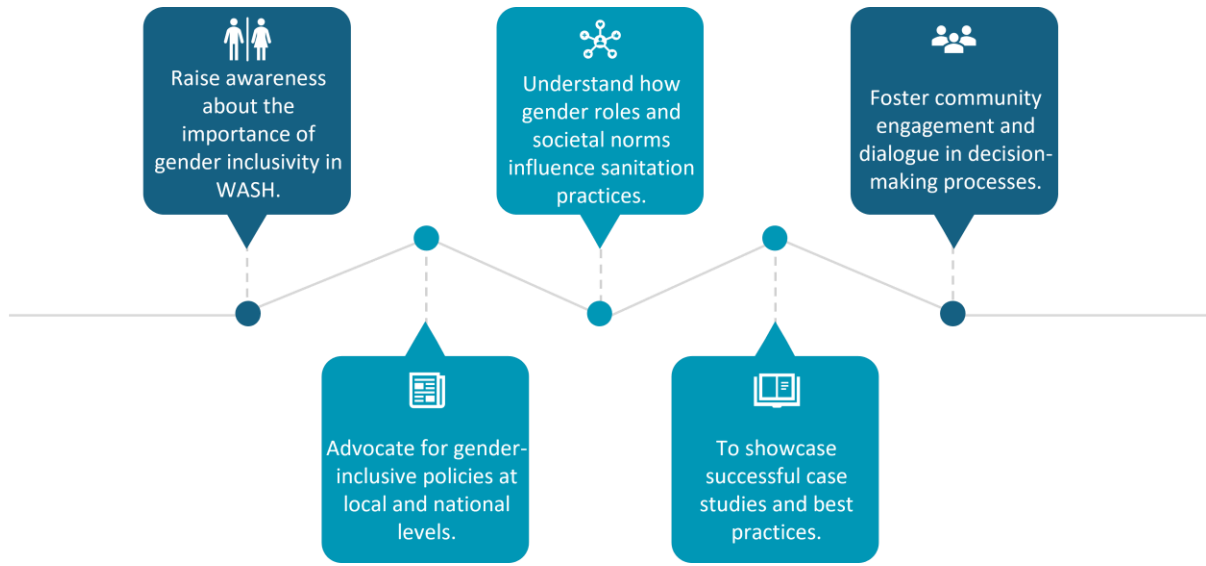 Raise awareness
about the
importance of
gender inclusivity in
WASH.
Advocate for gender-
inclusive policies at
local and national
levels.
Understand how
gender roles and
societal norms
influence sanitation
practices.
To showcase
successful case
studies and best
practices.
Foster community
engagement and
dialogue in decision-
making processes.